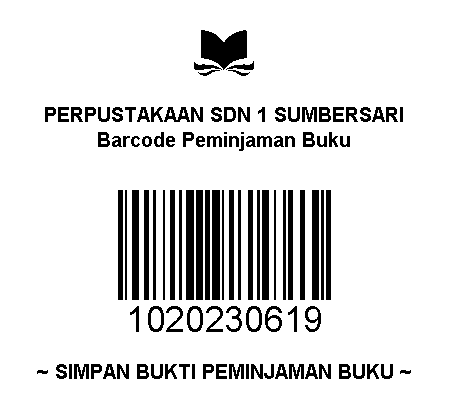 PERPUSTAKAAN SDN 1 SUMBERSARI
Barcode Peminjaman Buku
1020230619
~ SIMPAN BUKTI PEMINJAMAN BUKU ~